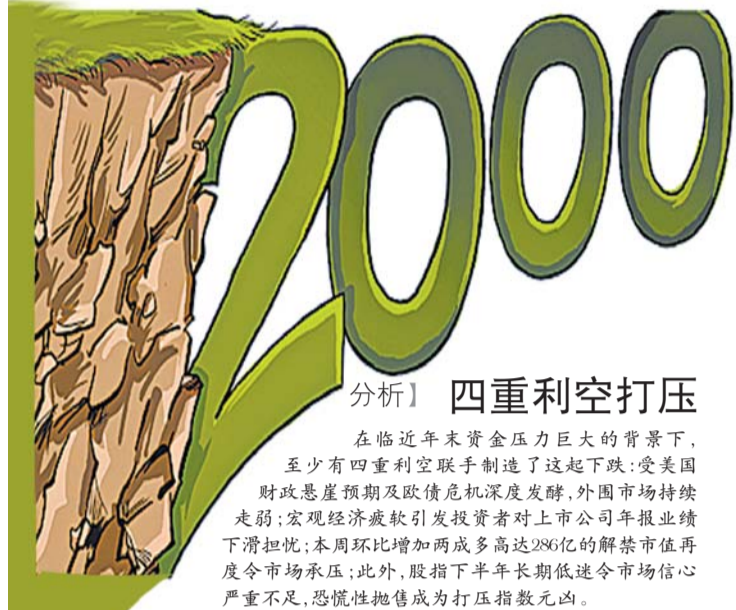 2000
分析】 四重利空打压
在临近年末资金压力巨大的背景下,
至少有四重利空联手制造了这起下跌:受美国
财政悬崖预期及欧债危机深度发酵,外围市场持续
走弱;宏观经济疲软引发投资者对上市公司年报业绩
下滑担忧;本周环比增加两成多高达286亿的解禁市值再
度令市场承压;此外,股指下半年长期低迷令市场信心
严重不足,恐慌性抛售成为打压指数元凶。